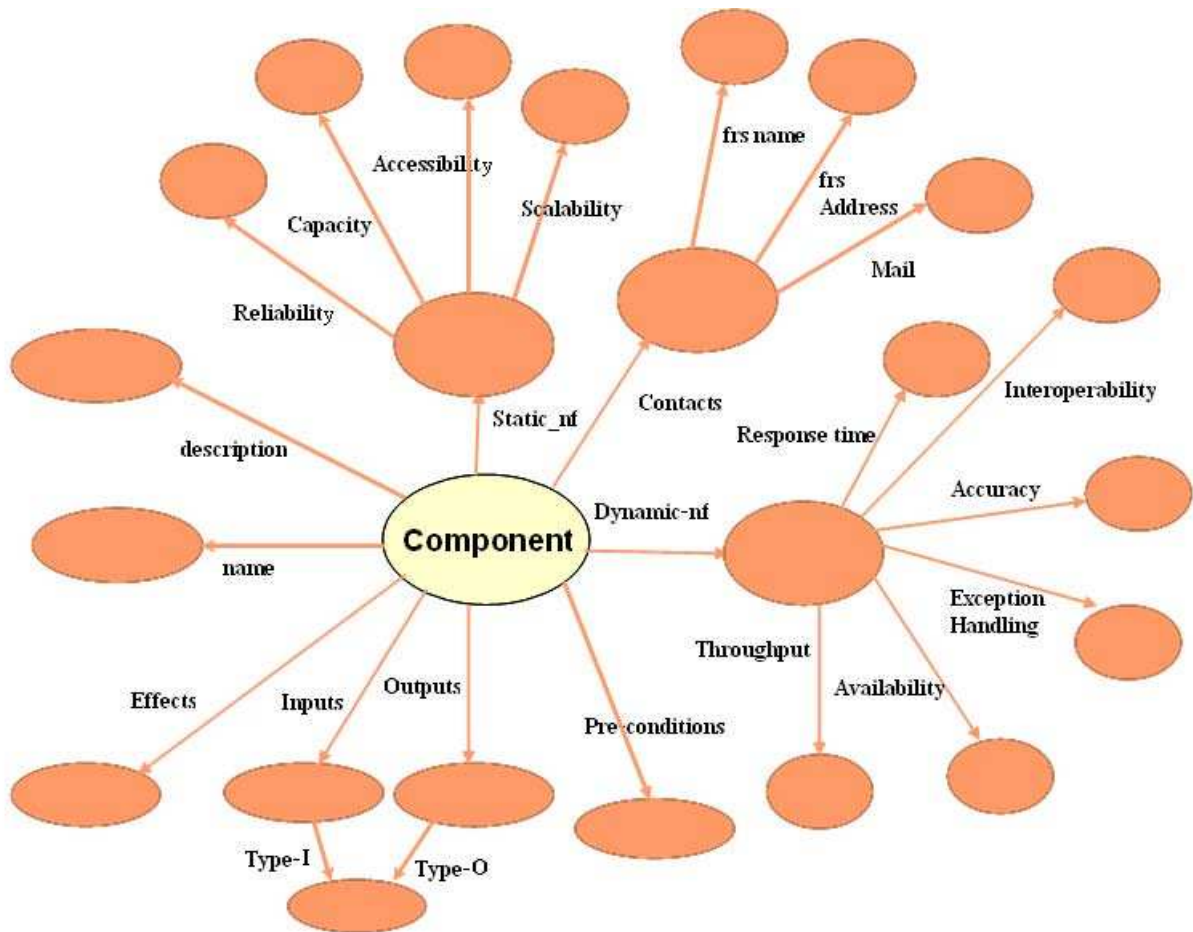 frs name
Accessibility
frs
Address
Scalability
Capacity
Mail
Reliability
Interoperability
Contacts
Static_nf
Response time
description
Accuracy
Dynamic-nf
Component
name
Exception
Handling
Throughput
Availability
Outputs
Effects
Inputs
Pre-conditions
Type-I
Type-O